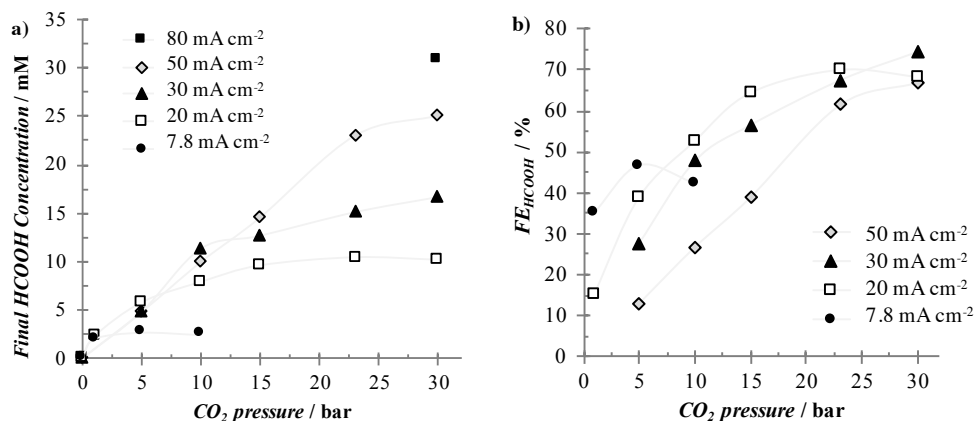 a)
Final HCOOH Concentration / mM
35
30
25
20
15
10
5
0
80 mA cm-2
50 mA cm-2
30 mA cm-2
20 mA cm-2
7.8 mA cm-2
0 5 10 15 20 25 30
CO2 pressure / bar
b)
FE HCOOH / %
80
70
60
50
40
30
20
10
0
50 mA cm-2
30 mA cm-2
20 mA cm-2
7.8 mA cm-2
0 5 10 15 20 25 30
CO2 pressure / bar